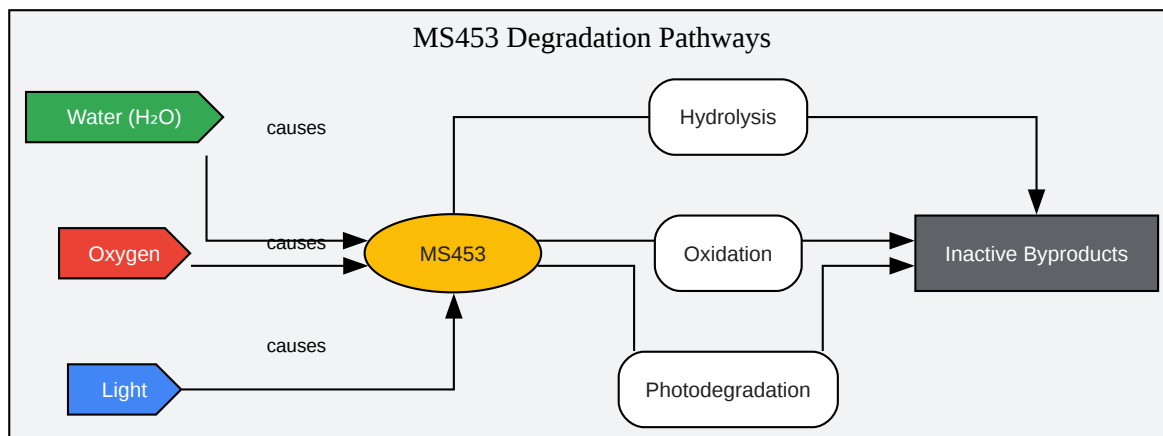 MS453 Degradation Pathways
Water (H₂O)
causes
Hydrolysis
Oxygen
causes
MS453
Oxidation
Inactive Byproducts
causes
Light
Photodegradation